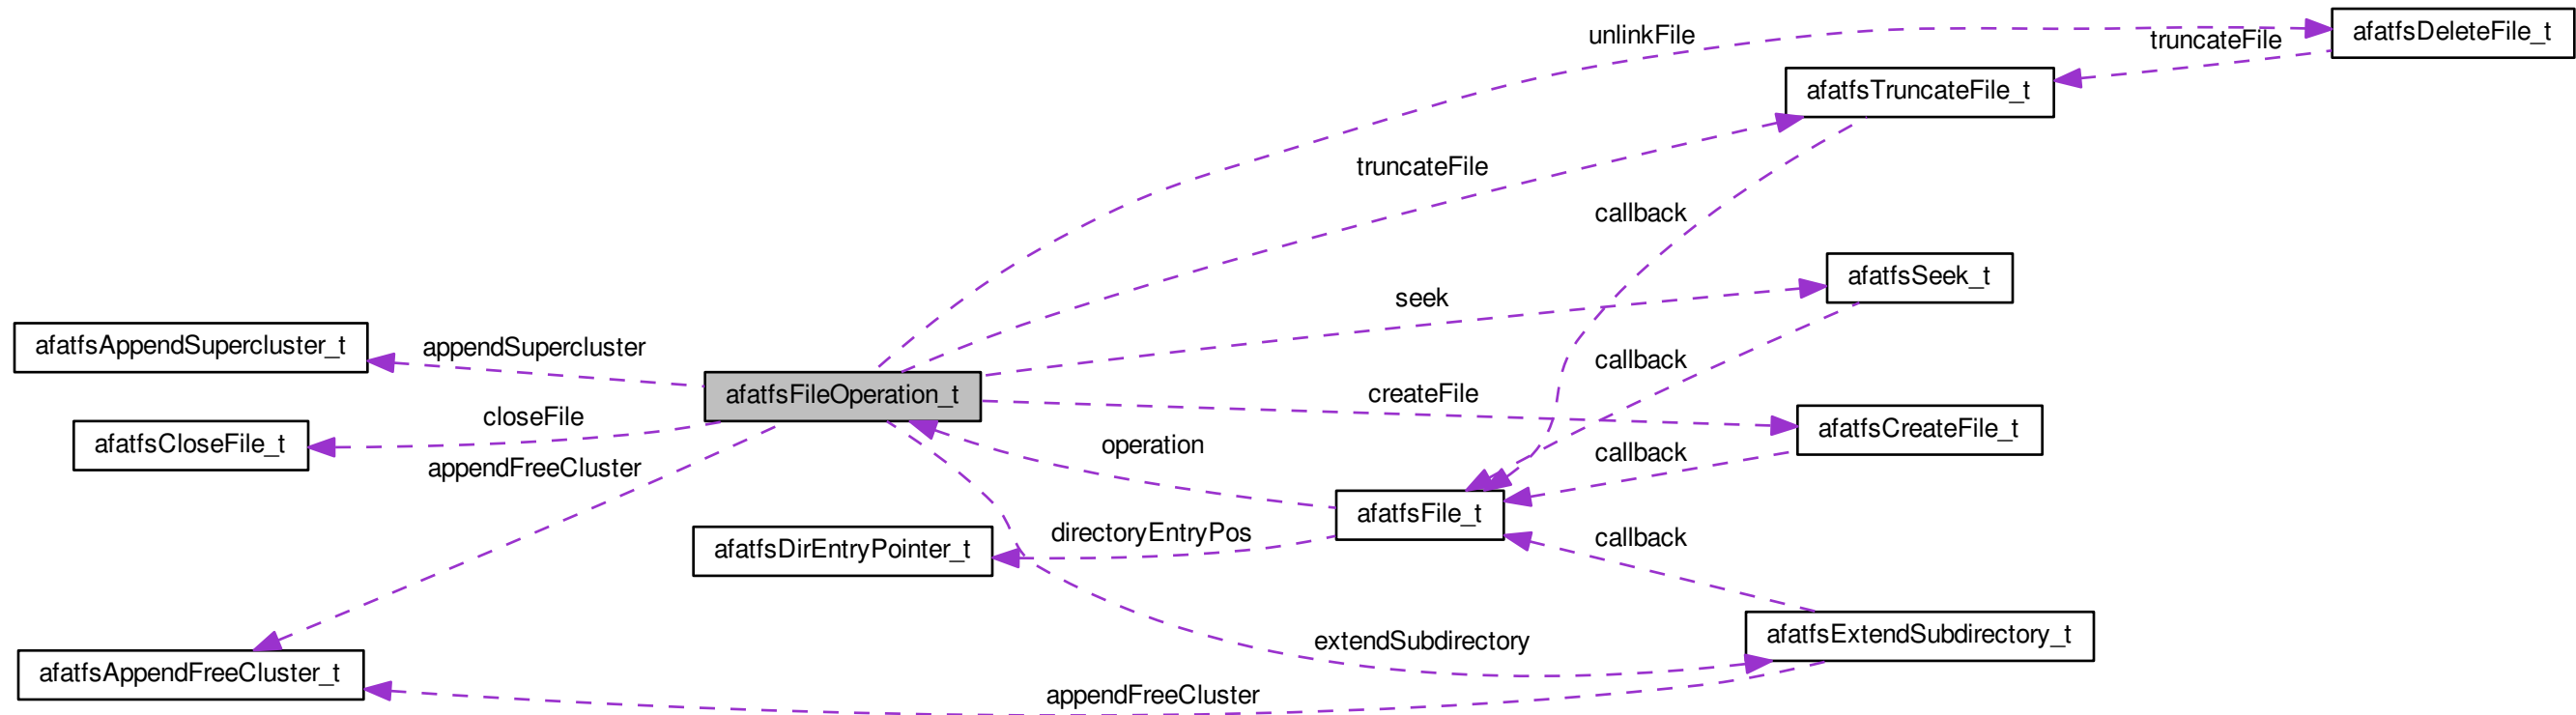 unlinkFile
afatfsDeleteFile_t
truncateFile
afatfsTruncateFile_t
truncateFile
callback
afatfsSeek_t
seek
afatfsAppendSupercluster_t
appendSupercluster
callback
afatfsFileOperation_t
createFile
closeFile
afatfsCreateFile_t
afatfsCloseFile_t
operation
callback
appendFreeCluster
afatfsFile_t
directoryEntryPos
callback
afatfsDirEntryPointer_t
extendSubdirectory
afatfsExtendSubdirectory_t
afatfsAppendFreeCluster_t
appendFreeCluster